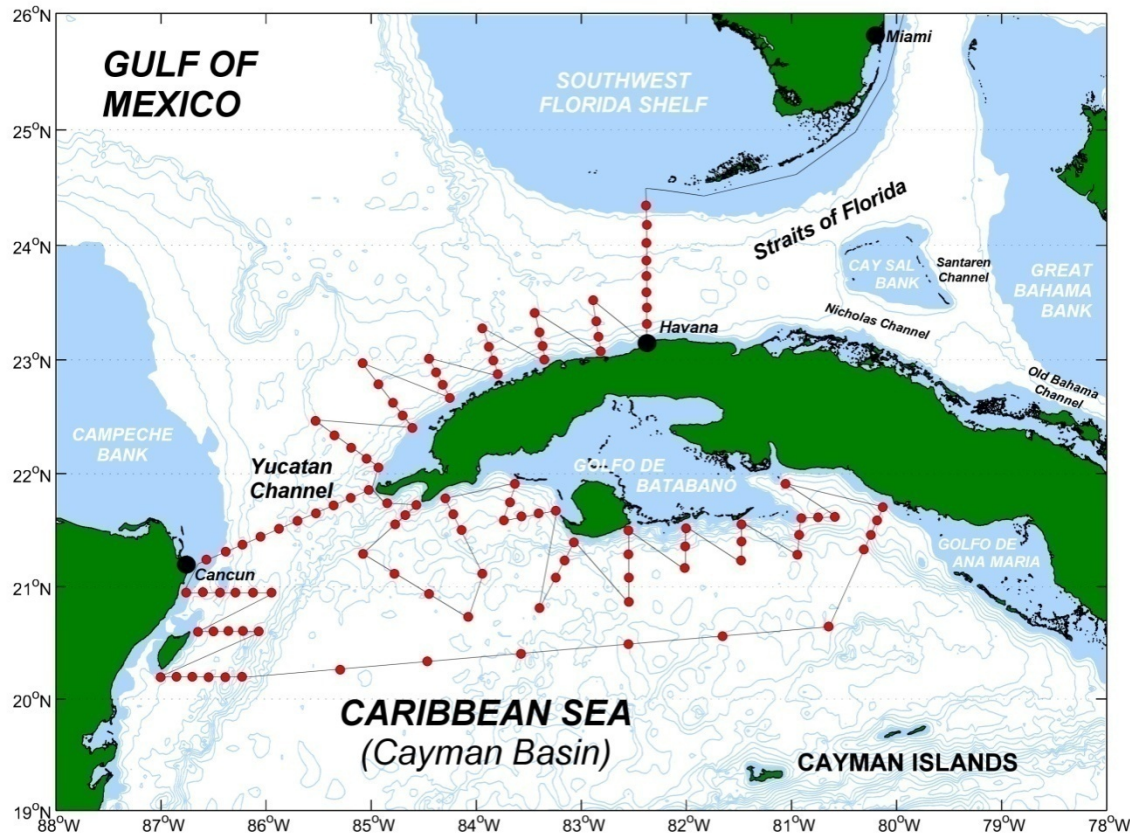 26°N
25°N
24°N
23°N
22°N
21°N
20°N
19°N
GULF OF
MEXICO
SOUTHWEST
FLORIDA SHELF
Miami
Straits of Florida
CAY SAL
BANK
Santaren
Channel
GREAT
BAHAMA
BANK
Nicholas Channel
Old Bahama
Channel
Havana
CAMPECHE
BANK
Yucatan
Channel
GOLFO DE
BATABANÓ
GOLFO DE
ANA MARIA
Cancun
CARIBBEAN SEA
(Cayman Basin)
CAYMAN ISLANDS
88°W 87°W 86°W 85°W 84°W 83°W 82°W 81°W 80°W 79°W 78°W